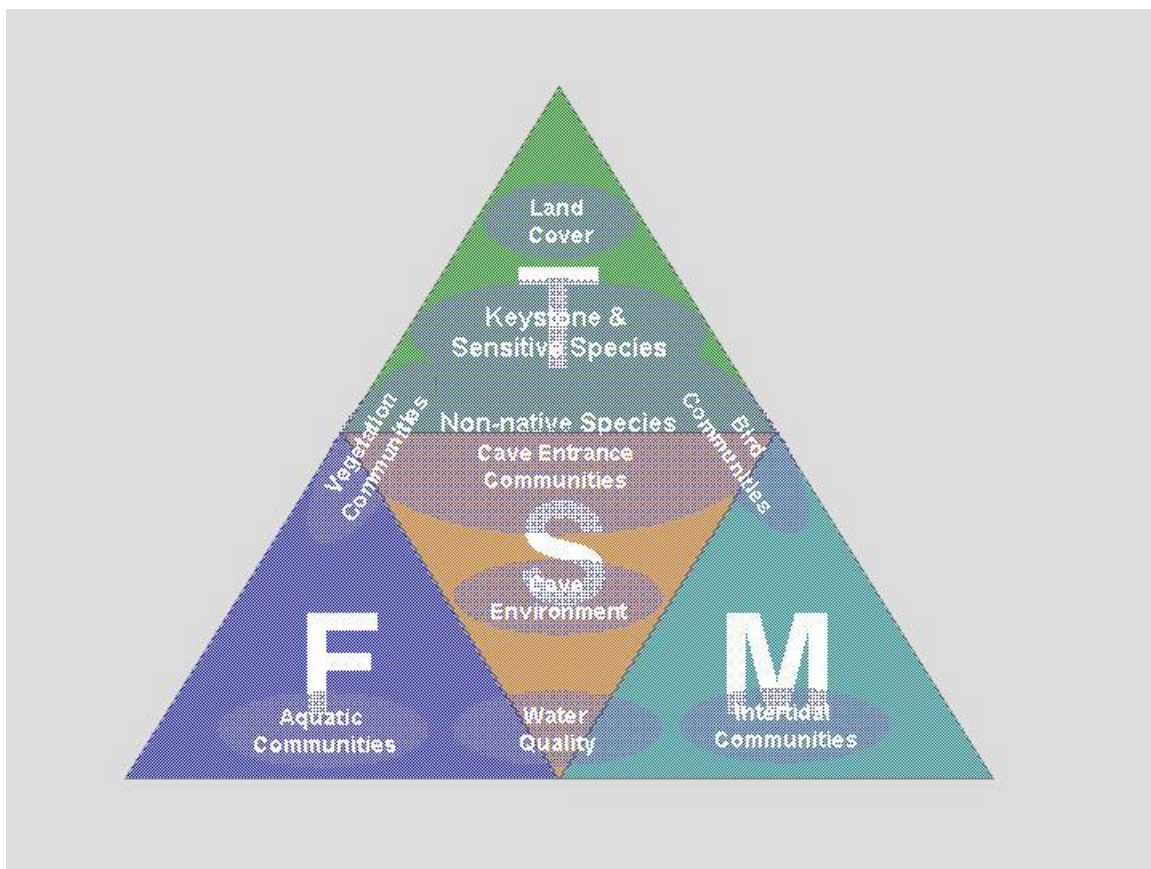 Land
Cover
T
Keystone &
Sensitive Species
Vegetation
Communities
Non-native Species
Bird
Communities
Cave Entrance
Communities
S
Cave
Environment
F
M
Aquatic
Communities
Water
Quality
Intertidal
Communities